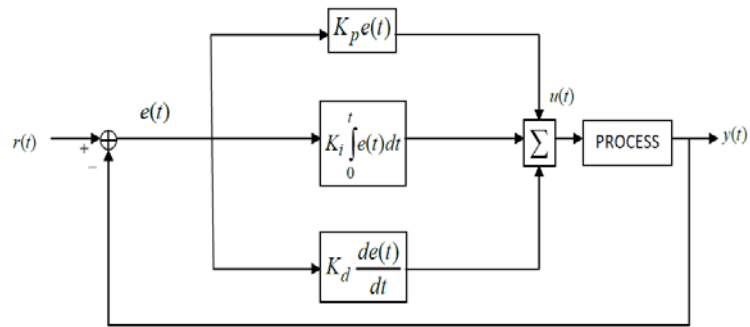 K_p e(t)
u(t)
e(t)
r(t)
+
−
K_i ∫_0^t e(t)dt
∑
PROCESS
y(t)
K_d de(t)/dt